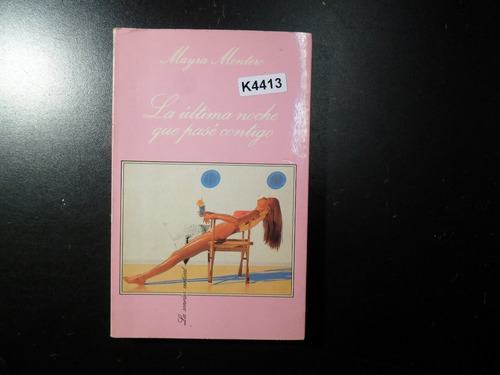 Mayra Montero
K4413
La última noche
que pasé contigo
La sonrisa vertical